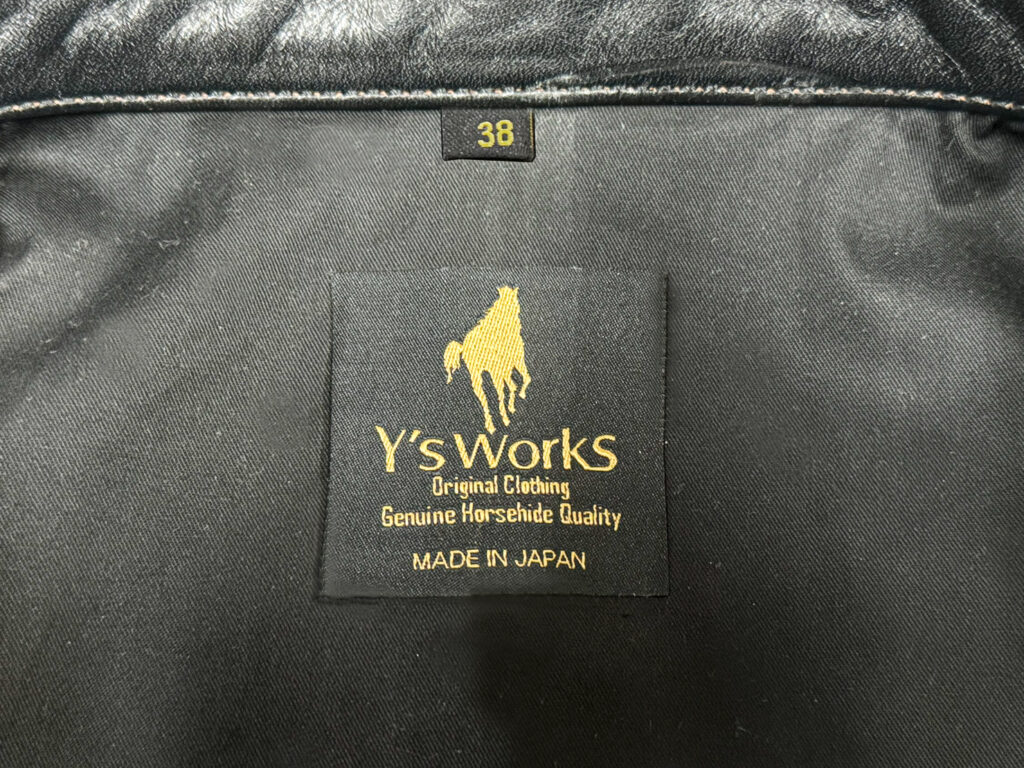 38
Y's Works
Original Clothing
Genuine Horsehide Quality
MADE IN JAPAN